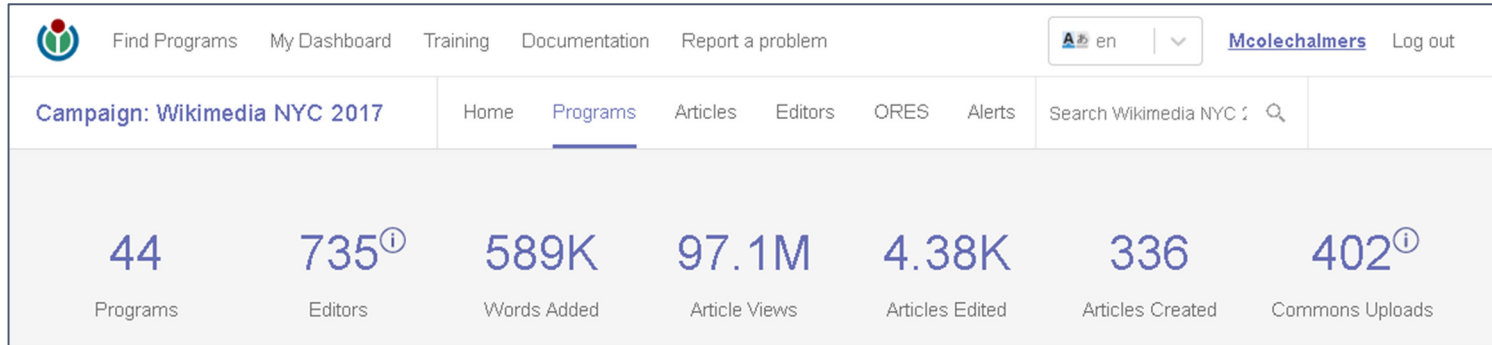 Find Programs My Dashboard Training Documentation Report a problem Aあ en Mcolechalmers Log out
Campaign: Wikimedia NYC 2017 Home Programs Articles Editors ORES Alerts Search Wikimedia NYC
44 735 589K 97.1M 4.38K 336 402
Programs Editors Words Added Article Views Articles Edited Articles Created Commons Uploads